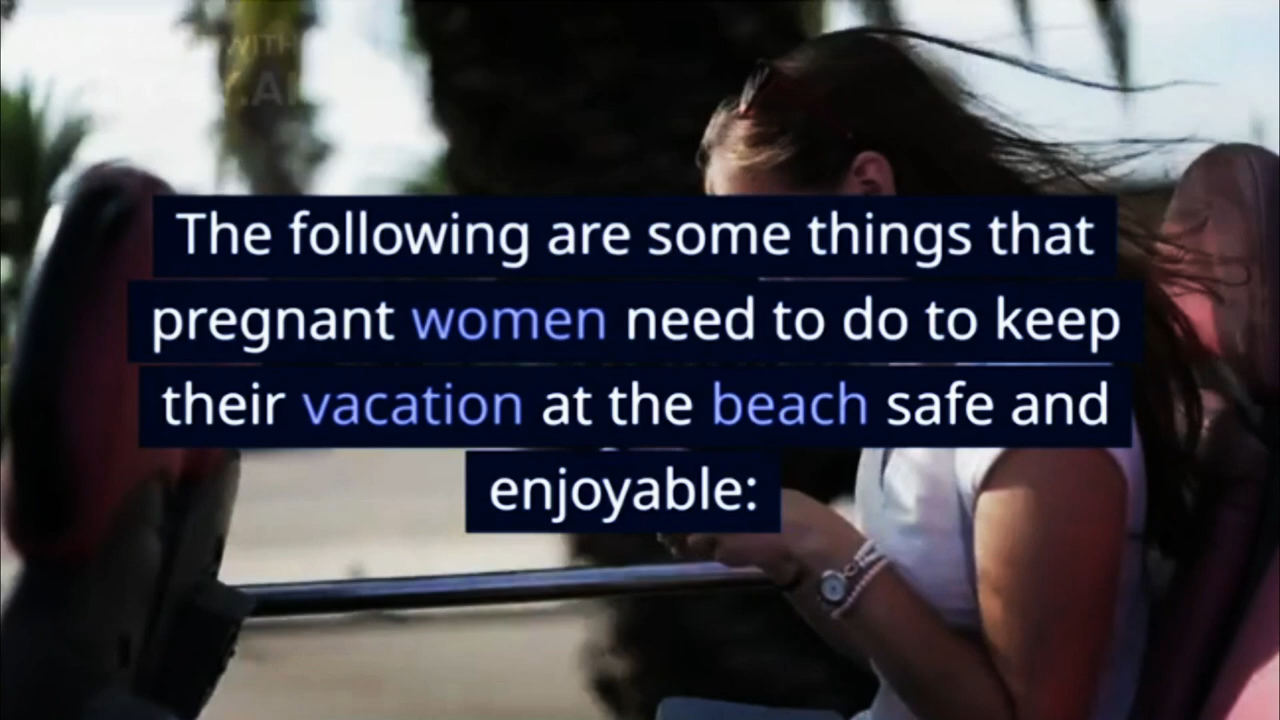 WITH
The following are some things that
pregnant women need to do to keep
their vacation at the beach safe and
enjoyable: